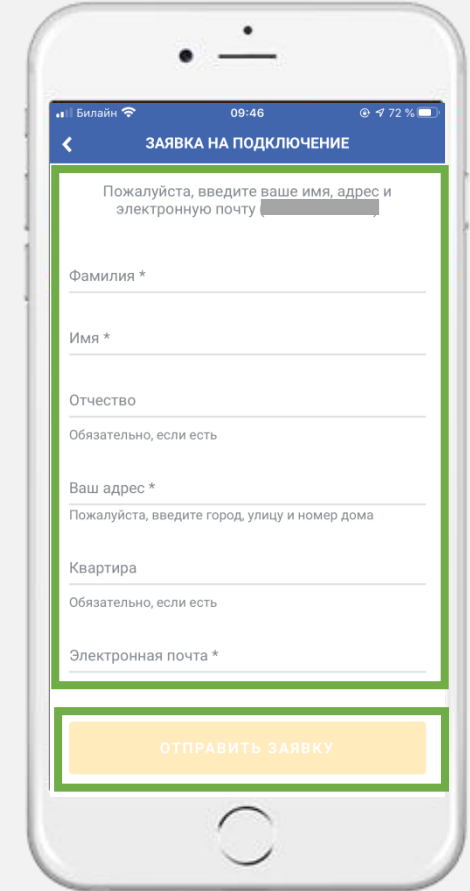 Билайн 09:46 72 %
ЗАЯВКА НА ПОДКЛЮЧЕНИЕ
Пожалуйста, введите ваше имя, адрес и
электронную почту (
Фамилия *
Имя *
Отчество
Обязательно, если есть
Ваш адрес *
Пожалуйста, введите город, улицу и номер дома
Квартира
Обязательно, если есть
Электронная почта *
ОТПРАВИТЬ ЗАЯВКУ